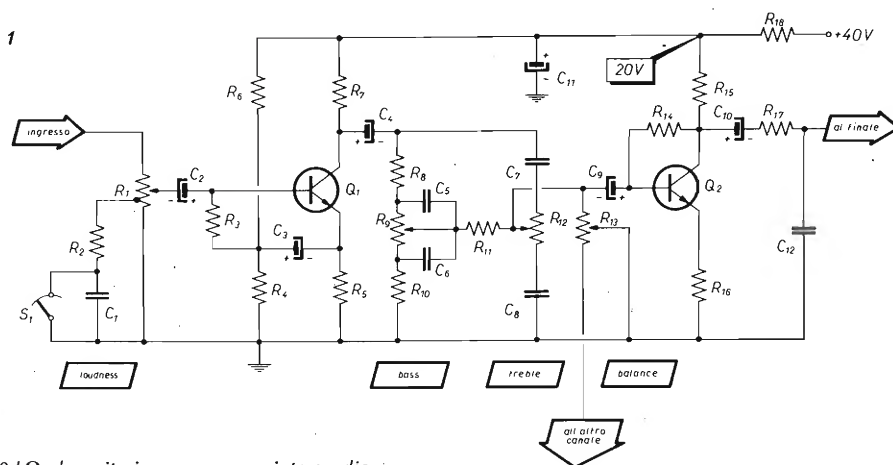 1
R18
+40V
20V
C11
R6
R7
R15
ingresso
C4
R14
C10
R17
al finale
C2
R8
C7
C9
R1
Q1
C5
Q2
R3
R9
R12
R13
R2
C3
R11
C12
C6
S1
C1
R4
R5
R10
C8
R16
loudness
bass
treble
balance
all altro
canale